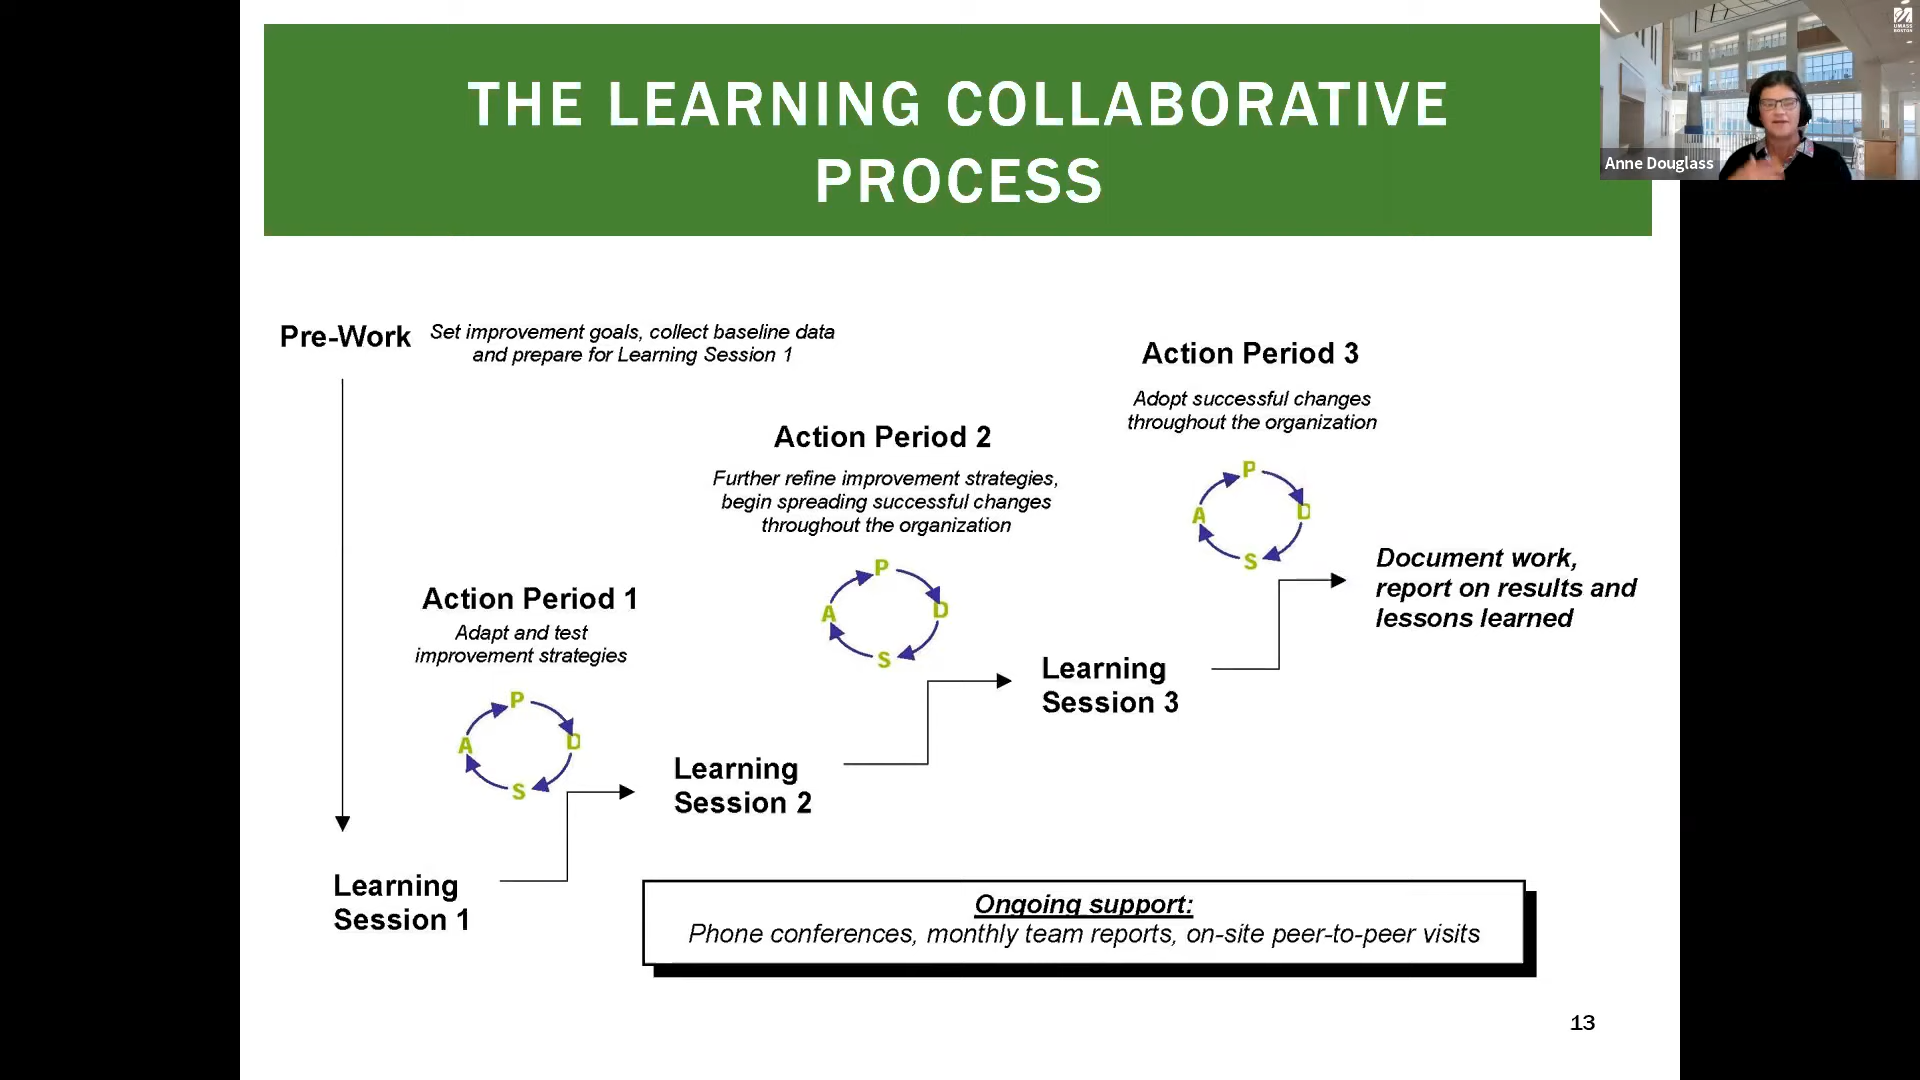 THE LEARNING COLLABORATIVE
PROCESS
UMASS
BOSTON
Anne Douglass
Pre-Work
Set improvement goals, collect baseline data
and prepare for Learning Session 1
Action Period 3
Adopt successful changes
throughout the organization
P
D
S
A
Action Period 2
Further refine improvement strategies,
begin spreading successful changes
throughout the organization
P
D
S
A
Action Period 1
Adapt and test
improvement strategies
P
D
S
A
Document work,
report on results and
lessons learned
Learning
Session 3
Learning
Session 2
Learning
Session 1
Ongoing support:
Phone conferences, monthly team reports, on-site peer-to-peer visits
13